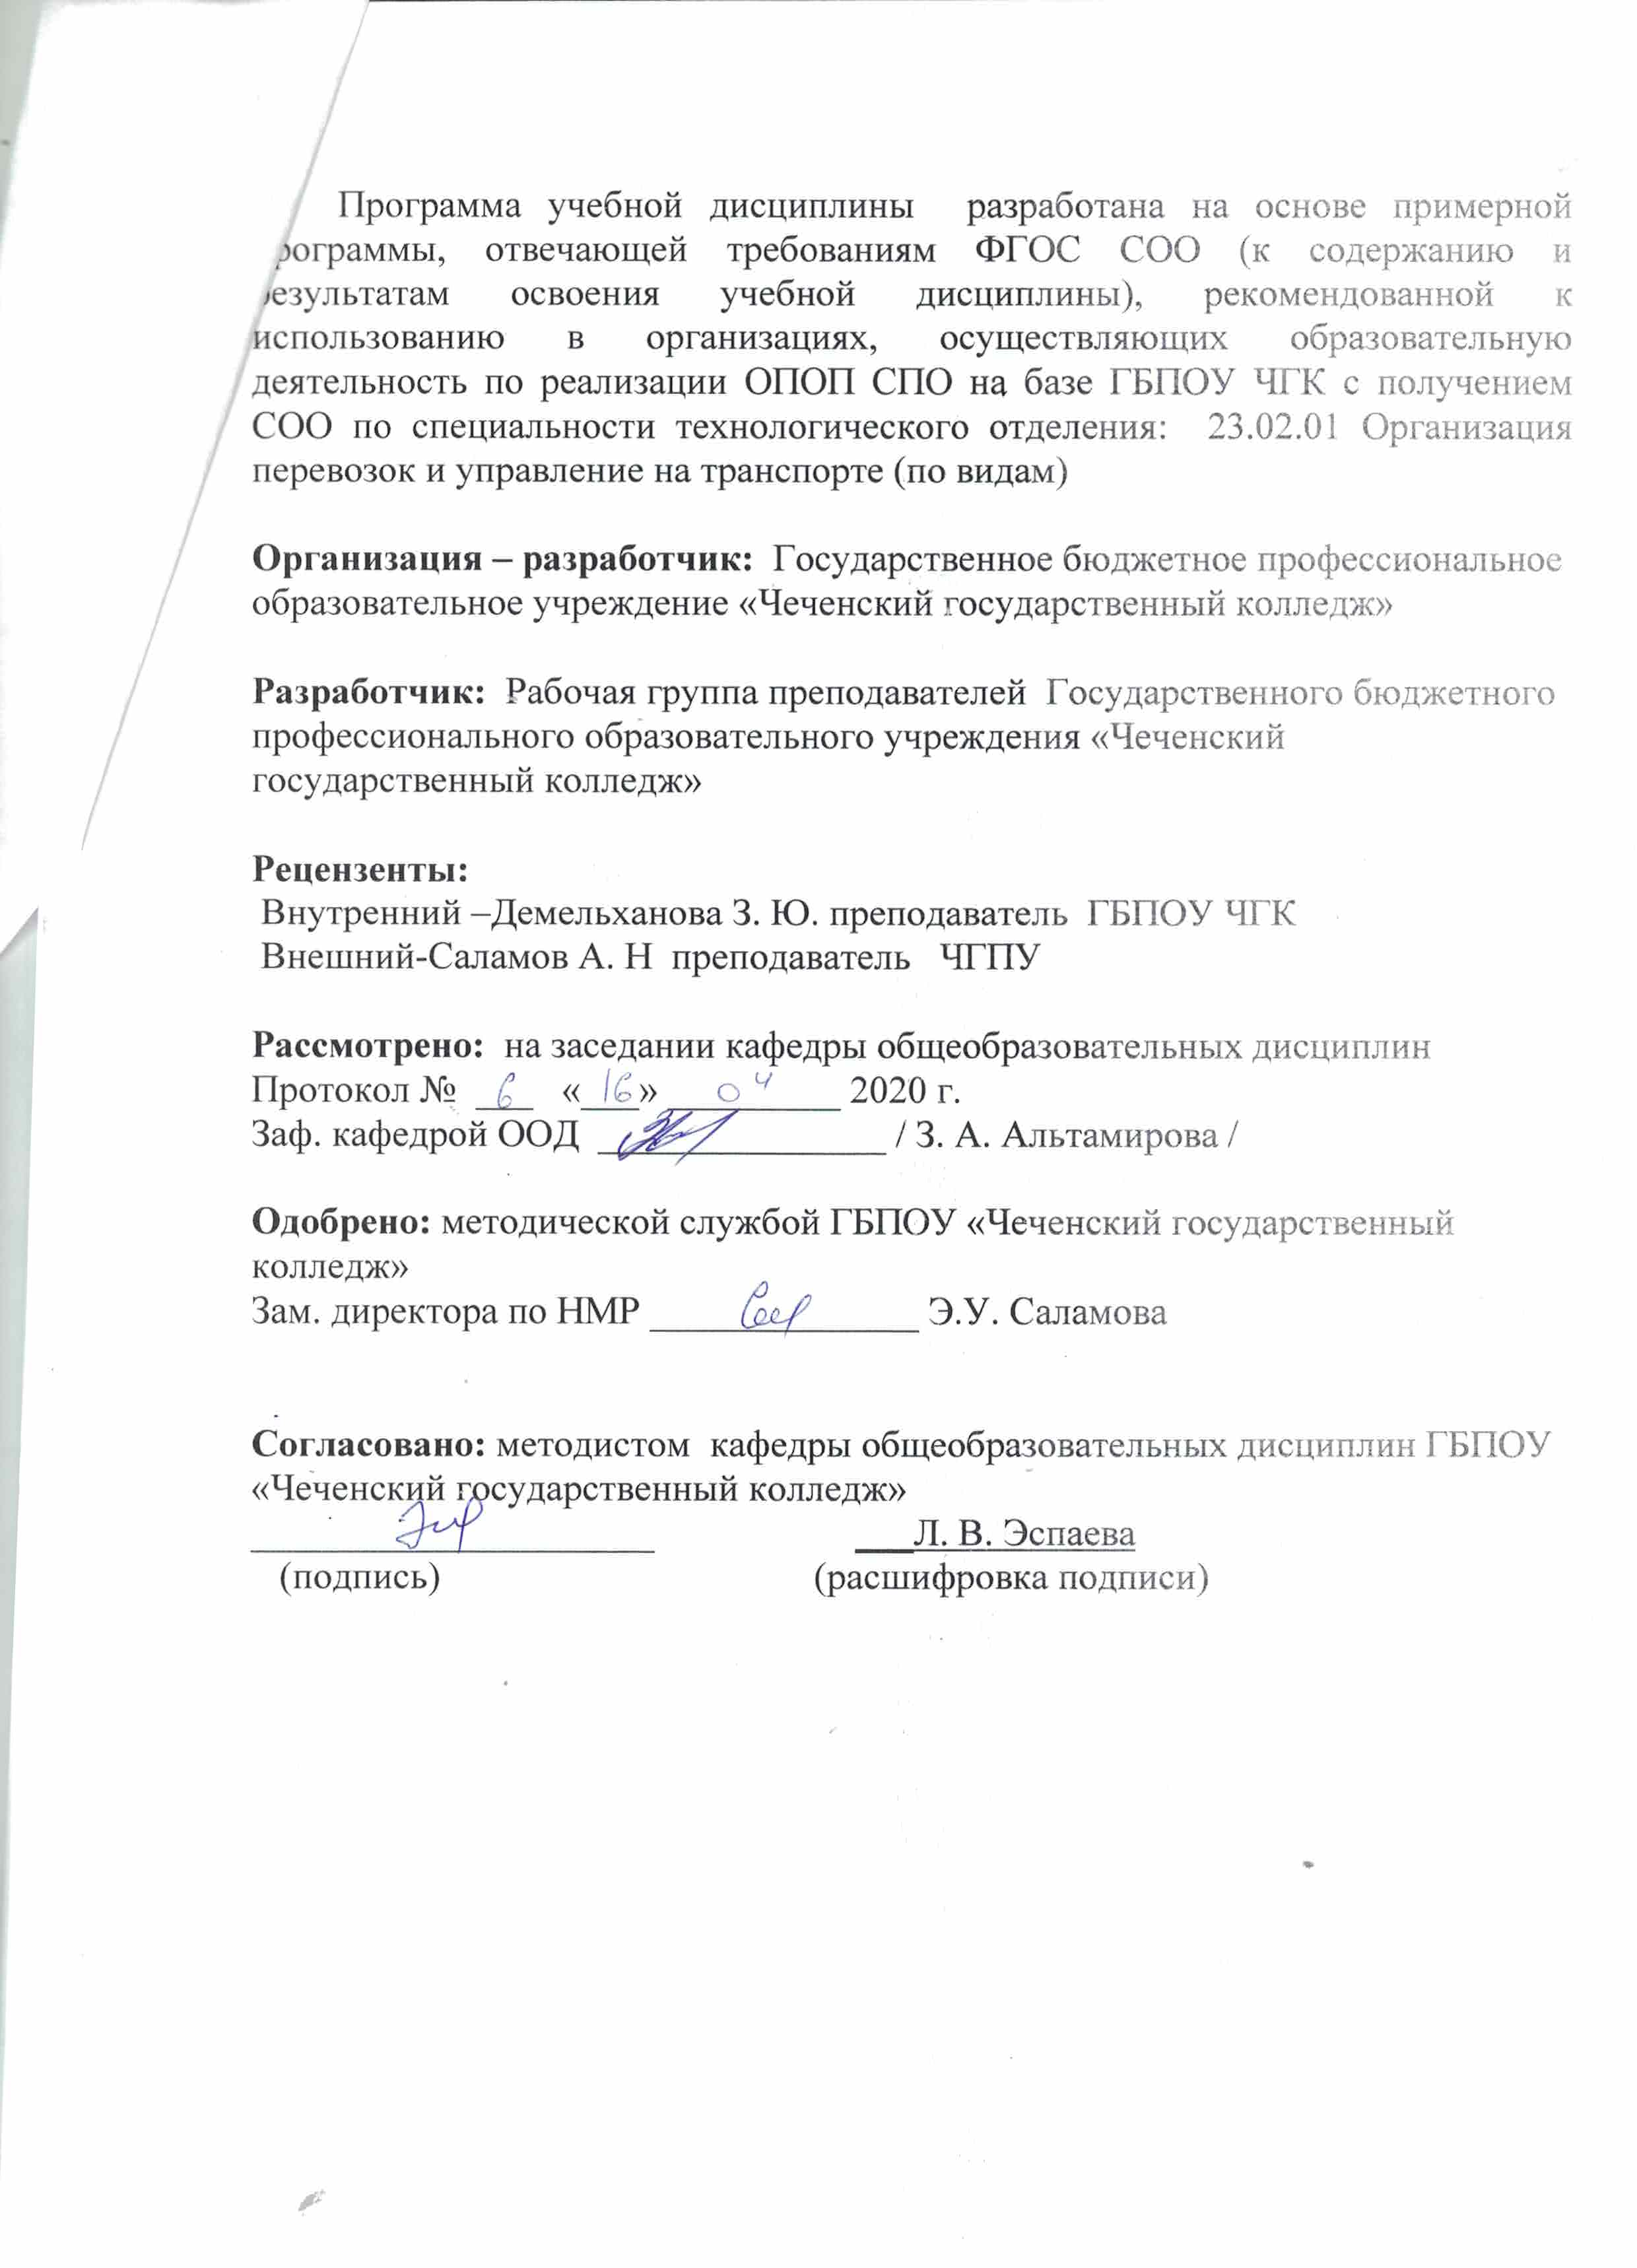 Программа учебной дисциплины разработана на основе примерной
рограммы, отвечающей требованиям ФГОС СОО (к содержанию и
результатам освоения учебной дисциплины), рекомендованной к
использованию в организациях, осуществляющих образовательную
деятельность по реализации ОПОП СПО на базе ГБПОУ ЧГК с получением
СОО по специальности технологического отделения: 23.02.01 Организация
перевозок и управление на транспорте (по видам)
Организация – разработчик: Государственное бюджетное профессиональное
образовательное учреждение «Чеченский государственный колледж»
Разработчик: Рабочая группа преподавателей Государственного бюджетного
профессионального образовательного учреждения «Чеченский
государственный колледж»
Рецензенты:
Внутренний –Демельханова З. Ю. преподаватель ГБПОУ ЧГК
Внешний-Саламов А. Н преподаватель ЧГПУ
Рассмотрено: на заседании кафедры общеобразовательных дисциплин
Протокол № 6 «16» 04 2020 г.
Заф. кафедрой ООД / З. А. Альтамирова /
Одобрено: методической службой ГБПОУ «Чеченский государственный
колледж»
Зам. директора по НМР Э.У. Саламова
Согласовано: методистом кафедры общеобразовательных дисциплин ГБПОУ
«Чеченский государственный колледж»
Л. В. Эспаева
(подпись) (расшифровка подписи)